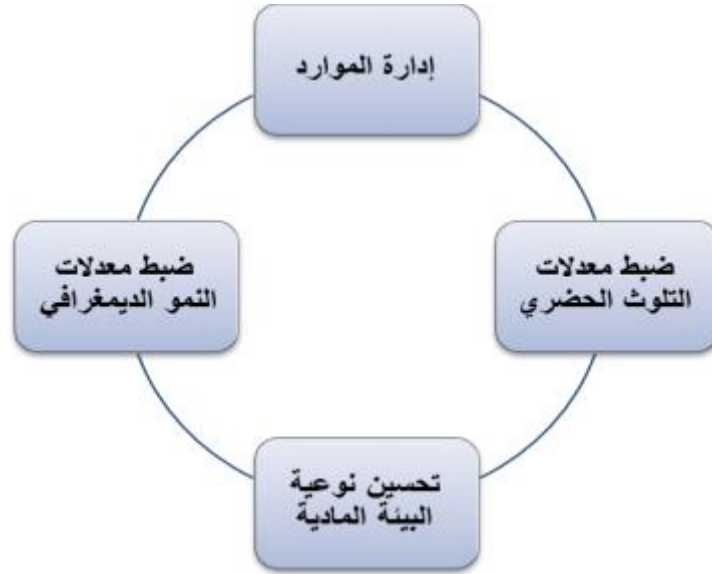 إدارة الموارد
ضبط معدلات
التلوث الحضري
تحسين نوعية
البيئة المادية
ضبط معدلات
النمو الديمغرافي